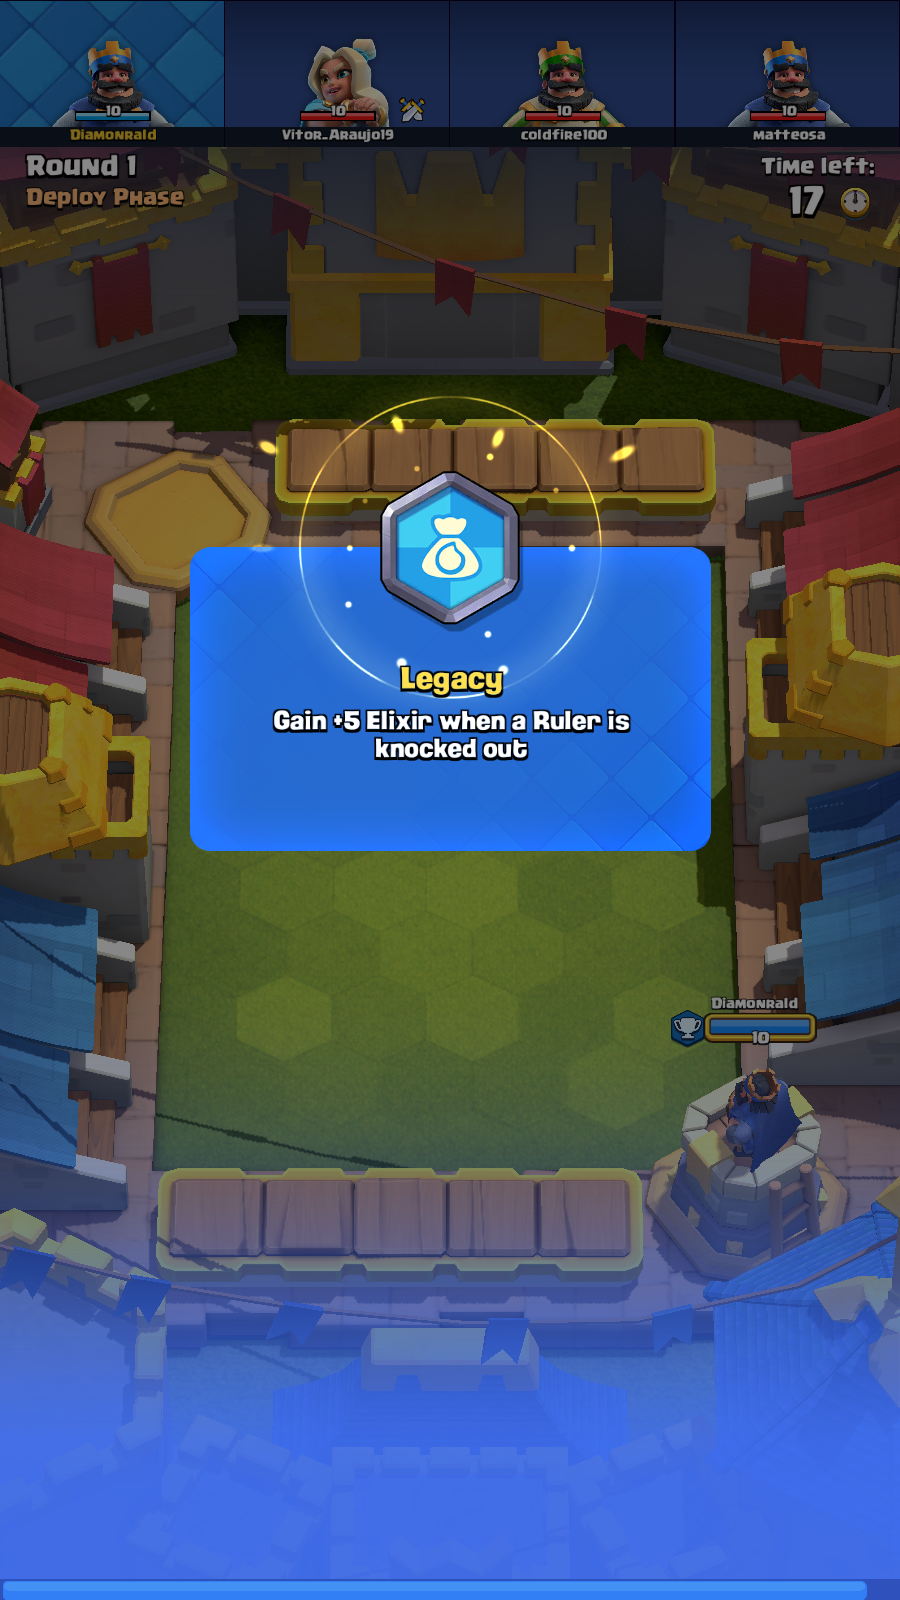 10
10
10
10
Diamonrald
Vitor_Araujo19
coldfire100
matteosa
Round 1
Deploy Phase
Time left:
17
Legacy
Gain +5 Elixir when a Ruler is
knocked out
Diamonrald
10